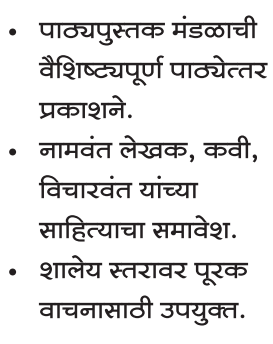 • पाठ्यपुस्तक मंडळाची
वैशिष्ट्यपूर्ण पाठ्येत्तर
प्रकाशने.
• नामवंत लेखक, कवी,
विचारवंत यांच्या
साहित्याचा समावेश.
• शालेय स्तरावर पूरक
वाचनासाठी उपयुक्त.